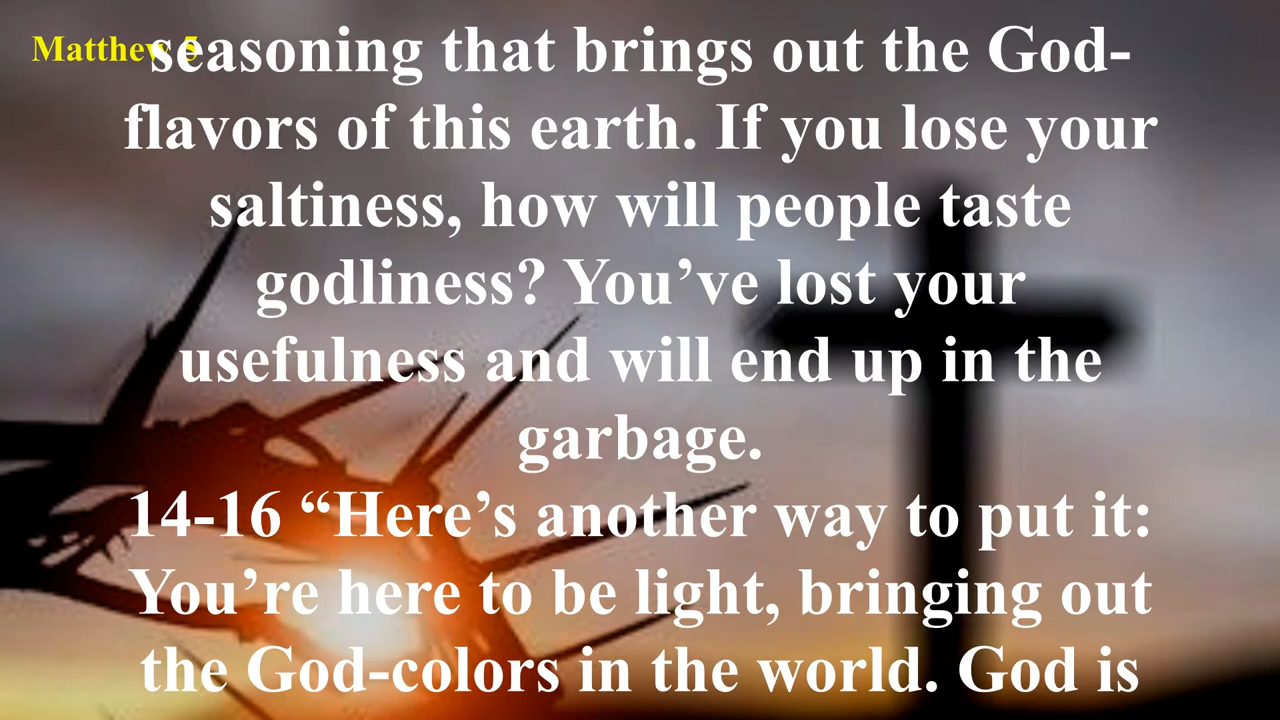 Matthew 5
seasoning that brings out the God-
flavors of this earth. If you lose your
saltiness, how will people taste
godliness? You’ve lost your
usefulness and will end up in the
garbage.
14-16 “Here’s another way to put it:
You’re here to be light, bringing out
the God-colors in the world. God is